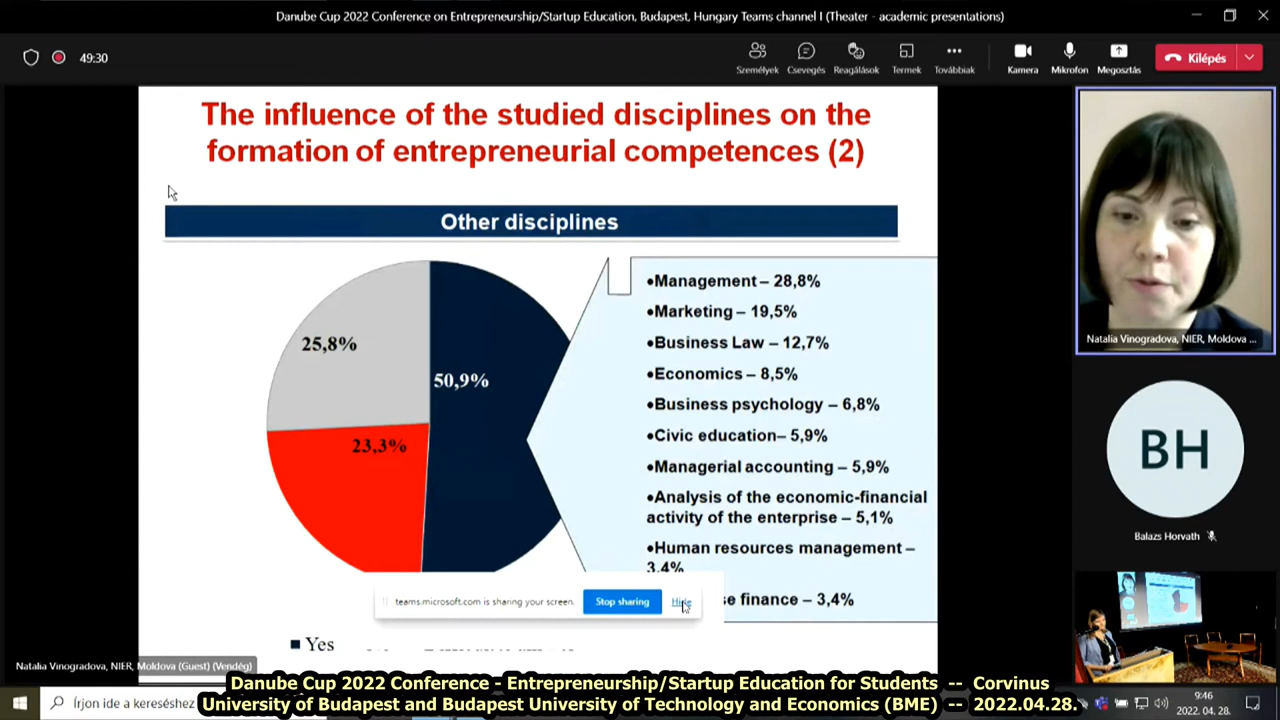 Danube Cup 2022 Conference on Entrepreneurship/Startup Education, Budapest, Hungary Teams channel I (Theater - academic presentations)
49:30
Személyek
Csevegés
Reagálások
Termek
Továbbiak
Kamera
Mikrofon
Megosztás
Kilépés
The influence of the studied disciplines on the
formation of entrepreneurial competences (2)
Other disciplines
25,8%
50,9%
23,3%
•Management – 28,8%
•Marketing – 19,5%
•Business Law – 12,7%
•Economics – 8,5%
•Business psychology – 6,8%
•Civic education– 5,9%
•Managerial accounting – 5,9%
•Analysis of the economic-financial
activity of the enterprise – 5,1%
•Human resources management –
3,4%
finance – 3,4%
teams.microsoft.com is sharing your screen.
Stop sharing
Hide
Yes
Natalia Vinogradova, NIER, Moldova ...
BH
Balazs Horvath
Natalia Vinogradova, NIER, Moldova (Guest) (Vendég)
Írjon ide a kereséshez
9:46
2022. 04. 28.
Danube Cup 2022 Conference - Entrepreneurship/Startup Education for Students -- Corvinus
University of Budapest and Budapest University of Technology and Economics (BME) -- 2022.04.28.